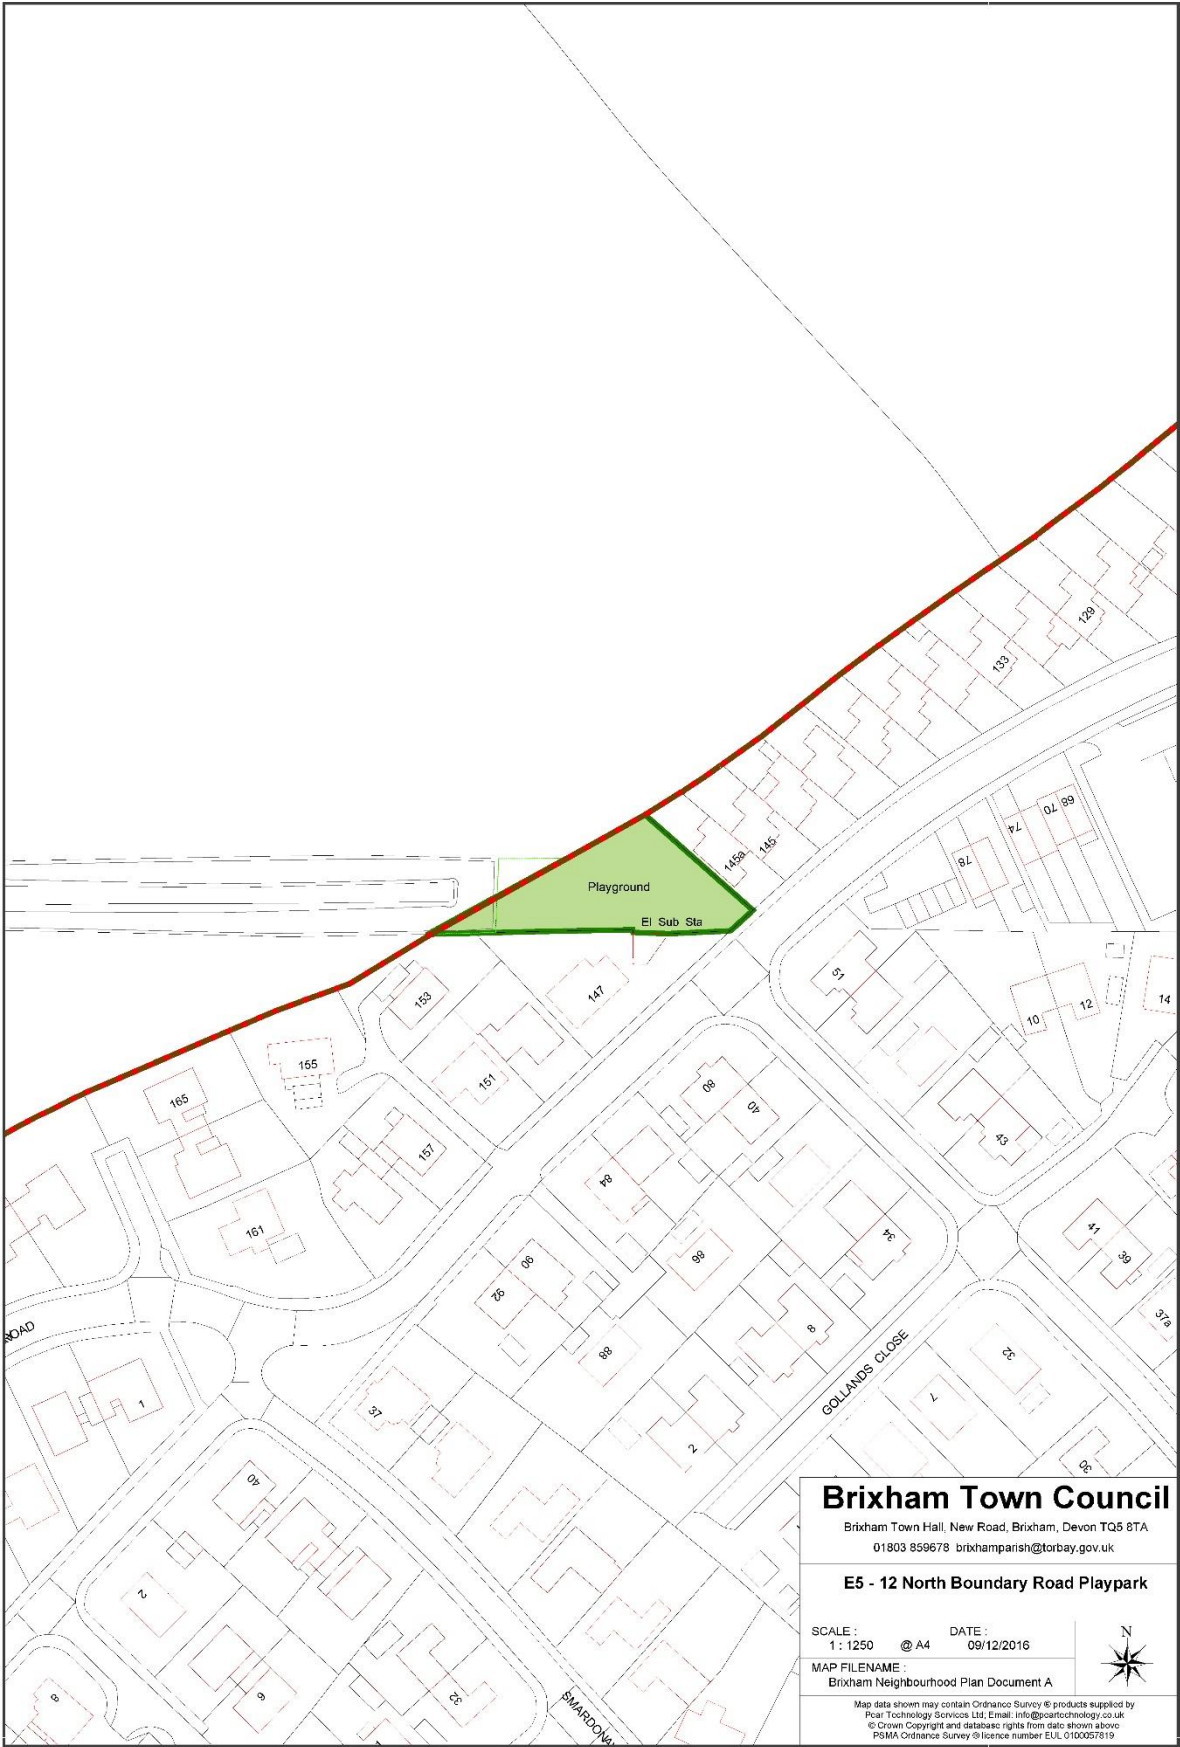 129
133
68
70
74
78
145
145a
Playground
El Sub Sta
51
153
147
12
14
10
155
151
80
40
165
43
157
84
161
34
41
39
86
90
92
37a
ROAD
8
88
32
GOLLANDS CLOSE
1
37
7
2
30
40
2
8
6
32
SMARDON
Brixham Town Council
Brixham Town Hall, New Road, Brixham, Devon TQ5 8TA
01803 859678 brixhamparish@torbay.gov.uk
E5 - 12 North Boundary Road Playpark
SCALE : DATE :
1 : 1250 @ A4 09/12/2016
N
MAP FILENAME :
Brixham Neighbourhood Plan Document A
Map data shown may contain Ordnance Survey © products supplied by
Pear Technology Services Ltd; Email: info@peartechnology.co.uk
© Crown Copyright and database rights from date shown above
PSMA Ordnance Survey ® licence number EUL 0100057819